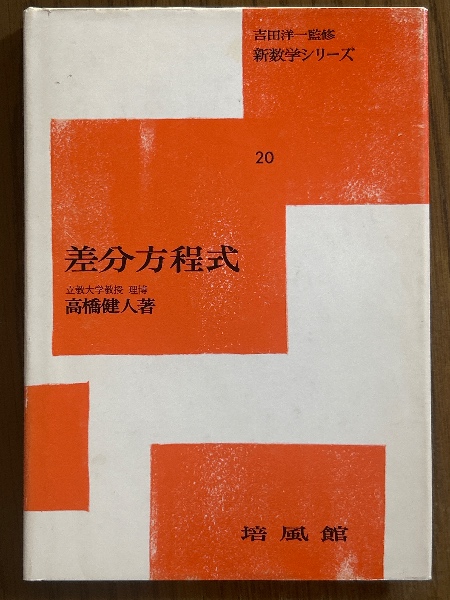 吉田洋一監修
新数学シリーズ
20
差分方程式
立教大学教授 理博
高橋健人著
培風館